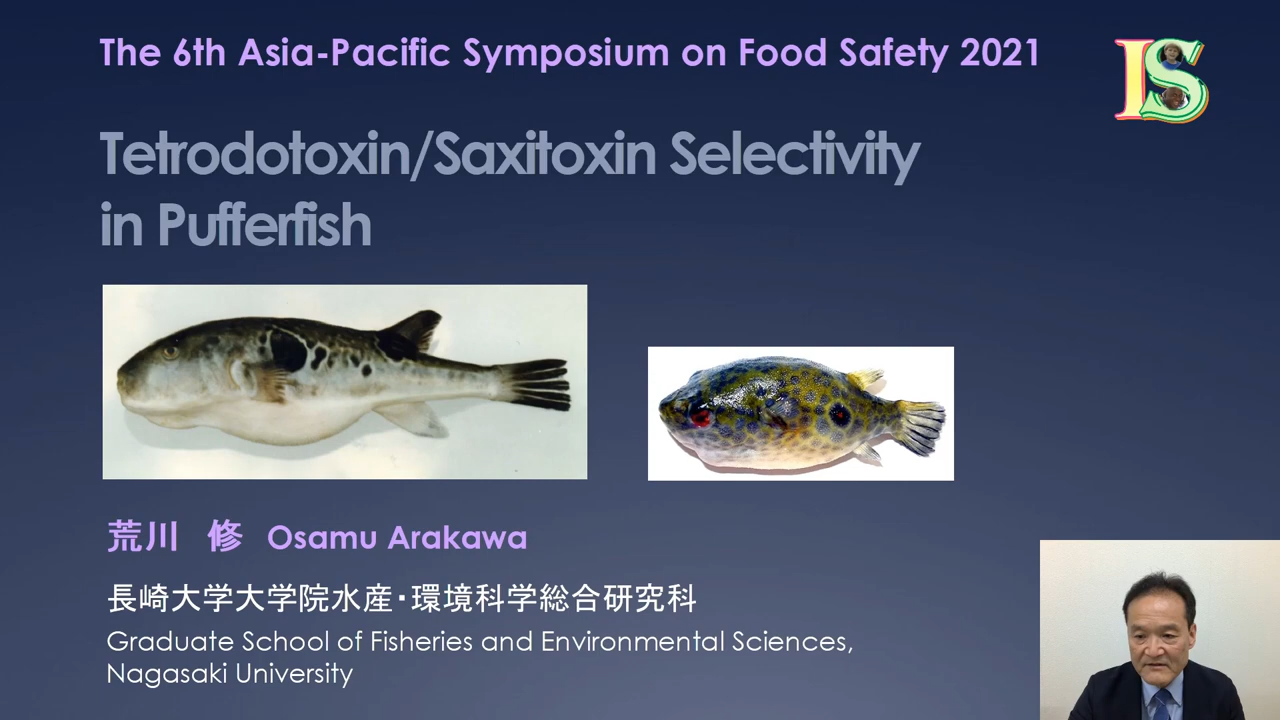 The 6th Asia-Pacific Symposium on Food Safety 2021
IS
Tetrodotoxin/Saxitoxin Selectivity
in Pufferfish
荒川 修 Osamu Arakawa
長崎大学大学院水産・環境科学総合研究科
Graduate School of Fisheries and Environmental Sciences,
Nagasaki University